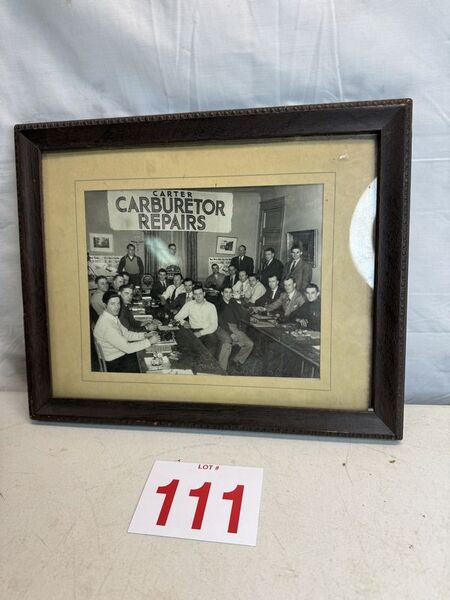 CARTER
CARBURETOR
REPAIRS
LOT #
111